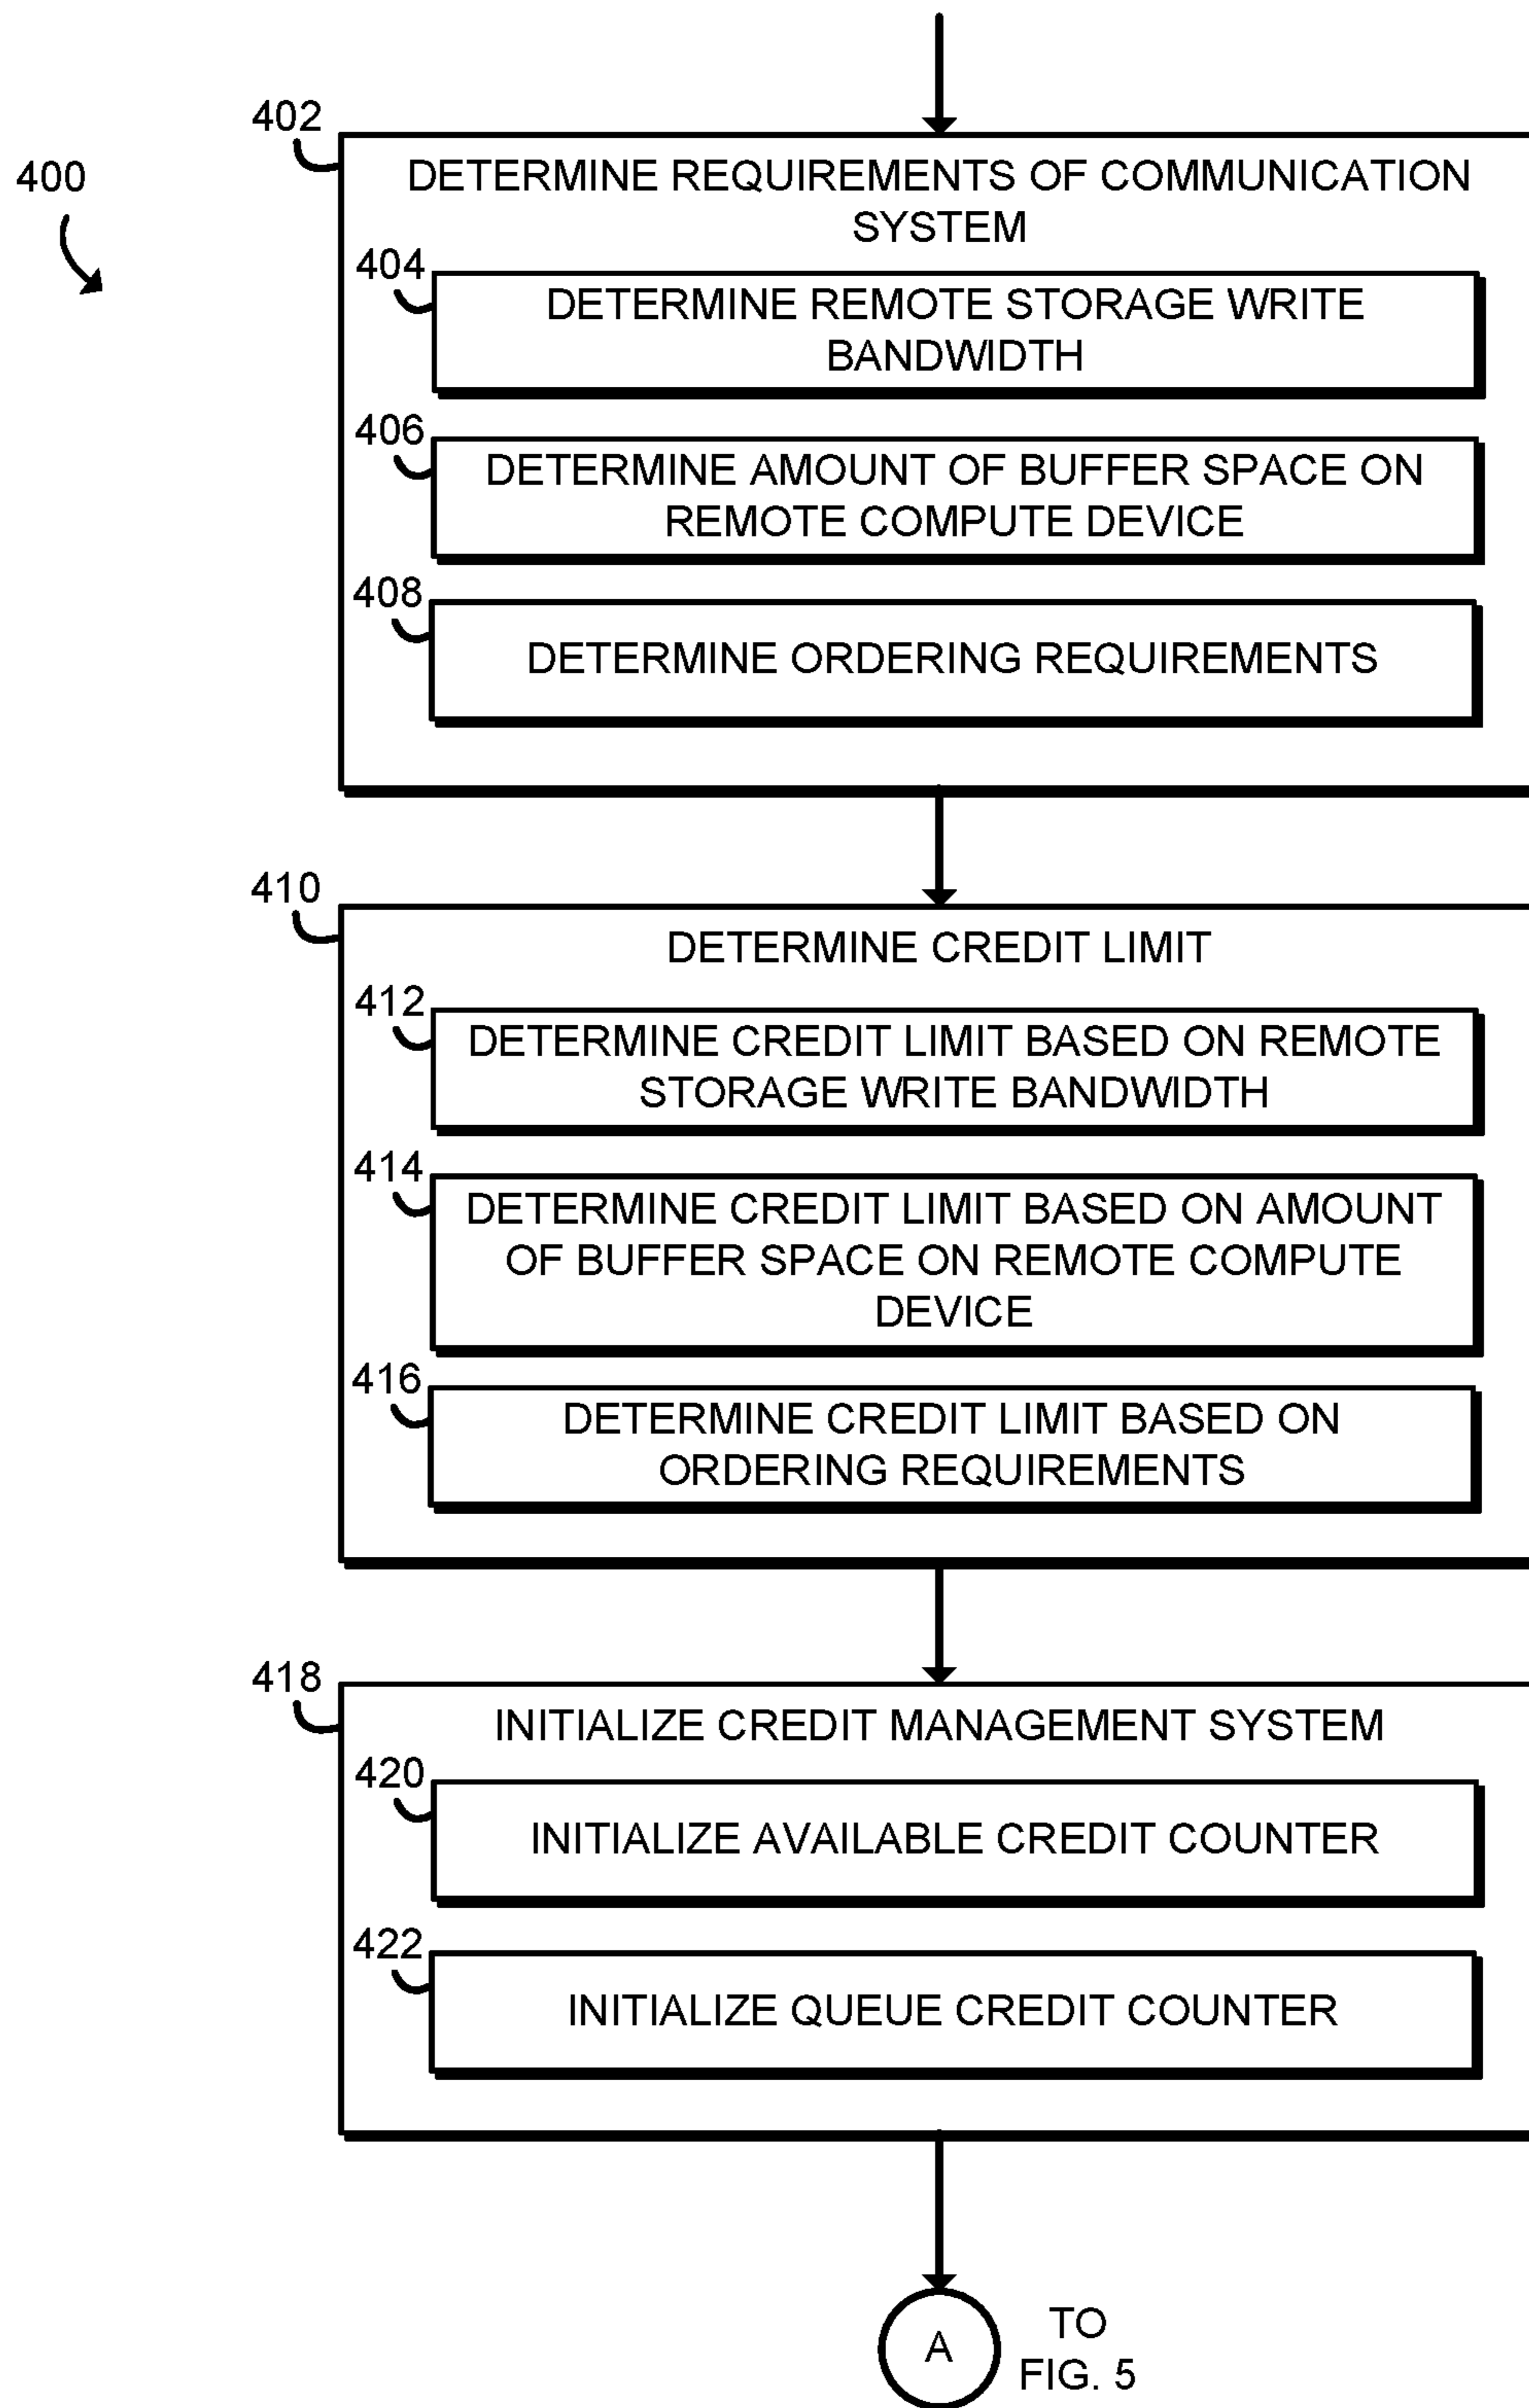 402
400
DETERMINE REQUIREMENTS OF COMMUNICATION
SYSTEM
404
DETERMINE REMOTE STORAGE WRITE
BANDWIDTH
406
DETERMINE AMOUNT OF BUFFER SPACE ON
REMOTE COMPUTE DEVICE
408
DETERMINE ORDERING REQUIREMENTS
410
DETERMINE CREDIT LIMIT
412
DETERMINE CREDIT LIMIT BASED ON REMOTE
STORAGE WRITE BANDWIDTH
414
DETERMINE CREDIT LIMIT BASED ON AMOUNT
OF BUFFER SPACE ON REMOTE COMPUTE
DEVICE
416
DETERMINE CREDIT LIMIT BASED ON
ORDERING REQUIREMENTS
418
INITIALIZE CREDIT MANAGEMENT SYSTEM
420
INITIALIZE AVAILABLE CREDIT COUNTER
422
INITIALIZE QUEUE CREDIT COUNTER
A
TO
FIG. 5